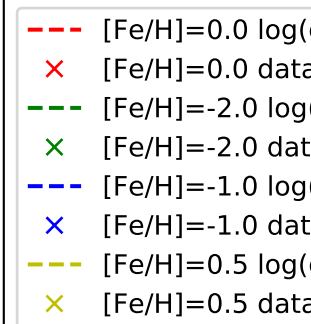 [Fe/H]=0.0 log(
[Fe/H]=0.0 data
[Fe/H]=-2.0 log(
[Fe/H]=-2.0 dat
[Fe/H]=-1.0 log(
[Fe/H]=-1.0 dat
[Fe/H]=0.5 log(
[Fe/H]=0.5 data